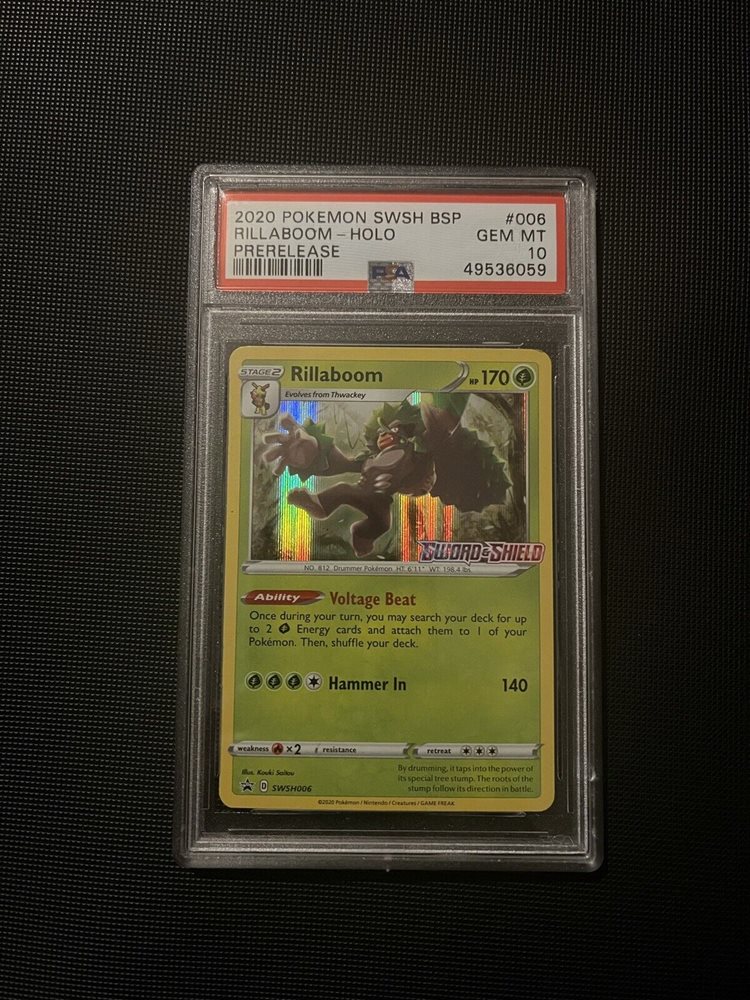 2020 POKEMON SWSH BSP #006
RILLABOOM - HOLO GEM MT
PRERELEASE 10
PSA 49536059
STAGE 2 Rillaboom HP 170
Evolves from Thwackey
SWORD & SHIELD
NO. 812 Drummer Pokémon HT: 6'11" WT: 198.4 lbs
Ability Voltage Beat
Once during your turn, you may search your deck for up
to 2 Energy cards and attach them to 1 of your
Pokémon. Then, shuffle your deck.
Hammer In 140
weakness ×2 resistance retreat
By drumming, it taps into the power of
its special tree stump. The roots of the
stump follow its direction in battle.
Illus. Kouki Saitou
D SWSH006
©2020 Pokémon / Nintendo / Creatures / GAME FREAK